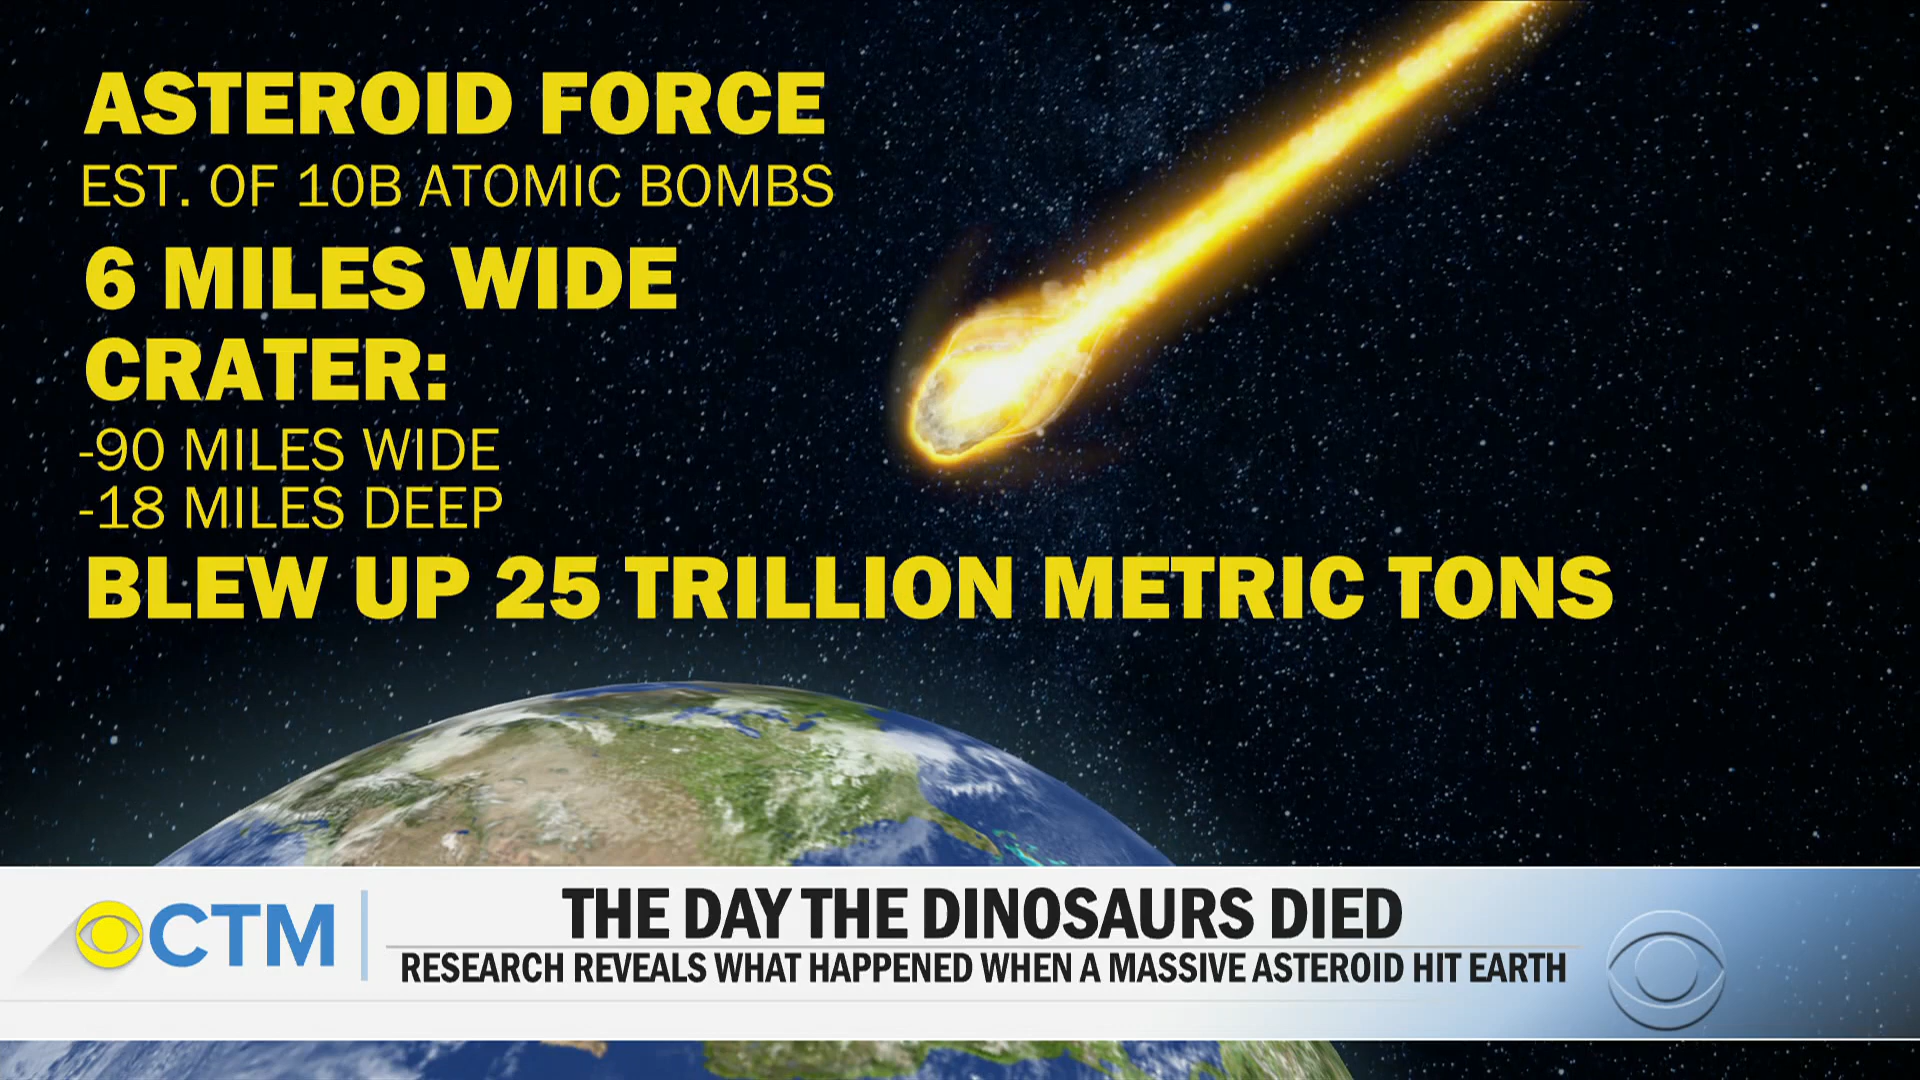 ASTEROID FORCE
EST. OF 10B ATOMIC BOMBS
6 MILES WIDE
CRATER:
-90 MILES WIDE
-18 MILES DEEP
BLEW UP 25 TRILLION METRIC TONS
CTM
THE DAY THE DINOSAURS DIED
RESEARCH REVEALS WHAT HAPPENED WHEN A MASSIVE ASTEROID HIT EARTH